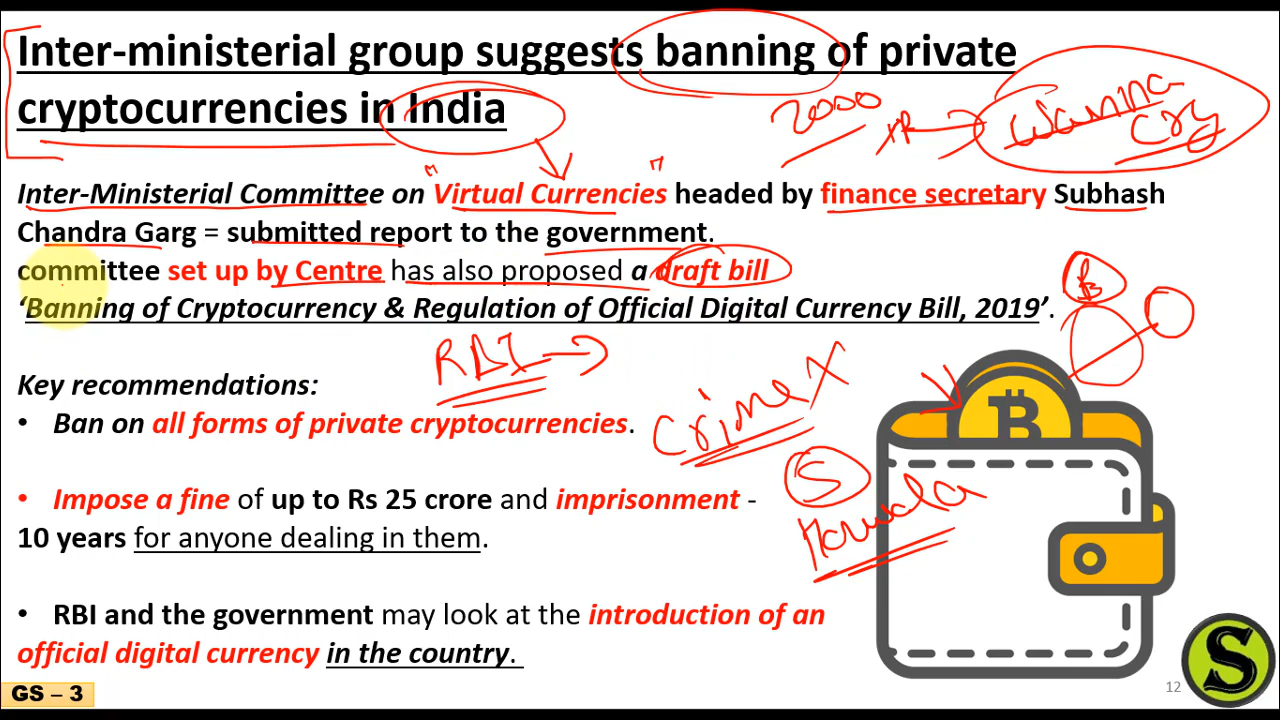 Inter-ministerial group suggests banning of private
cryptocurrencies in India
2000
Wanna
Cry
Inter-Ministerial Committee on "Virtual Currencies" headed by finance secretary Subhash
Chandra Garg = submitted report to the government.
committee set up by Centre has also proposed a draft bill
‘Banning of Cryptocurrency & Regulation of Official Digital Currency Bill, 2019’.
RBI
Key recommendations:
• Ban on all forms of private cryptocurrencies.
Crime X
• Impose a fine of up to Rs 25 crore and imprisonment -
10 years for anyone dealing in them.
S
Hawala
B
• RBI and the government may look at the introduction of an
official digital currency in the country.
GS – 3
12
S